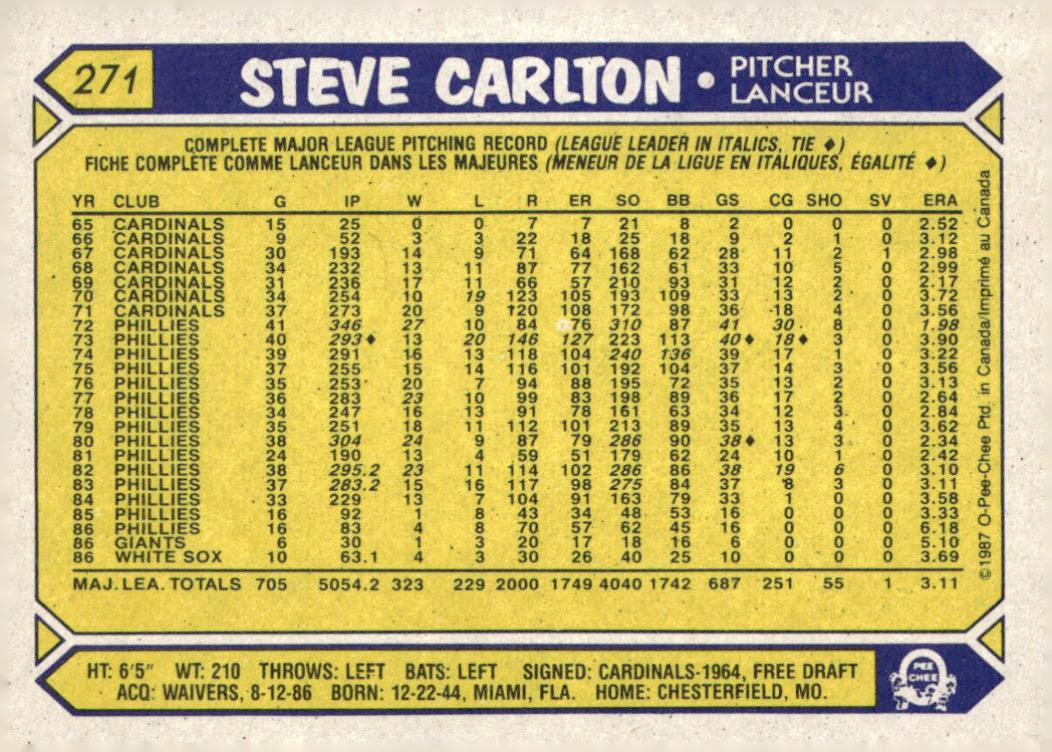 271
STEVE CARLTON • PITCHER
LANCEUR
COMPLETE MAJOR LEAGUE PITCHING RECORD (LEAGUE LEADER IN ITALICS, TIE ♦)
FICHE COMPLÈTE COMME LANCEUR DANS LES MAJEURES (MENEUR DE LA LIGUE EN ITALIQUES, ÉGALITÉ ♦)
YR CLUB G IP W L R ER SO BB GS CG SHO SV ERA
65 CARDINALS 15 25 0 0 7 7 21 8 2 0 0 0 2.52
66 CARDINALS 9 52 3 3 22 18 25 18 9 2 1 0 3.12
67 CARDINALS 30 193 14 9 71 64 168 62 28 11 2 1 2.98
68 CARDINALS 34 232 13 11 87 77 162 61 33 10 5 0 2.99
69 CARDINALS 31 236 17 11 66 57 210 93 31 12 2 0 2.17
70 CARDINALS 34 254 10 19 123 105 193 109 33 13 2 0 3.72
71 CARDINALS 37 273 20 9 120 108 172 98 36 18 4 0 3.56
72 PHILLIES 41 346 27 10 84 76 310 87 41 30 8 0 1.98
73 PHILLIES 40 293♦ 13 20 146 127 223 113 40♦ 18♦ 3 0 3.90
74 PHILLIES 39 291 16 13 118 104 240 136 39 17 1 0 3.22
75 PHILLIES 37 255 15 14 116 101 192 104 37 14 3 0 3.56
76 PHILLIES 35 253 20 7 94 88 195 72 35 13 2 0 3.13
77 PHILLIES 36 283 23 10 99 83 198 89 36 17 2 0 2.64
78 PHILLIES 34 247 16 13 91 78 161 63 34 12 3 0 2.84
79 PHILLIES 35 251 18 11 112 101 213 89 35 13 4 0 3.62
80 PHILLIES 38 304 24 9 87 79 286 90 38♦ 13 3 0 2.34
81 PHILLIES 24 190 13 4 59 51 179 62 24 10 1 0 2.42
82 PHILLIES 38 295.2 23 11 114 102 286 86 38 19 6 0 3.10
83 PHILLIES 37 283.2 15 16 117 98 275 84 37 8 3 0 3.11
84 PHILLIES 33 229 13 7 104 91 163 79 33 1 0 0 3.58
85 PHILLIES 16 92 1 8 43 34 48 53 16 0 0 0 3.33
86 PHILLIES 16 83 4 8 70 57 62 45 16 0 0 0 6.18
86 GIANTS 6 30 1 3 20 17 18 16 6 0 0 0 5.10
86 WHITE SOX 10 63.1 4 3 30 26 40 25 10 0 0 0 3.69
MAJ. LEA. TOTALS 705 5054.2 323 229 2000 1749 4040 1742 687 251 55 1 3.11
©1987 O-Pee-Chee Ptd. in Canada/Imprimé au Canada
HT: 6'5" WT: 210 THROWS: LEFT BATS: LEFT SIGNED: CARDINALS-1964, FREE DRAFT
ACQ: WAIVERS, 8-12-86 BORN: 12-22-44, MIAMI, FLA. HOME: CHESTERFIELD, MO.
PEE
CHEE